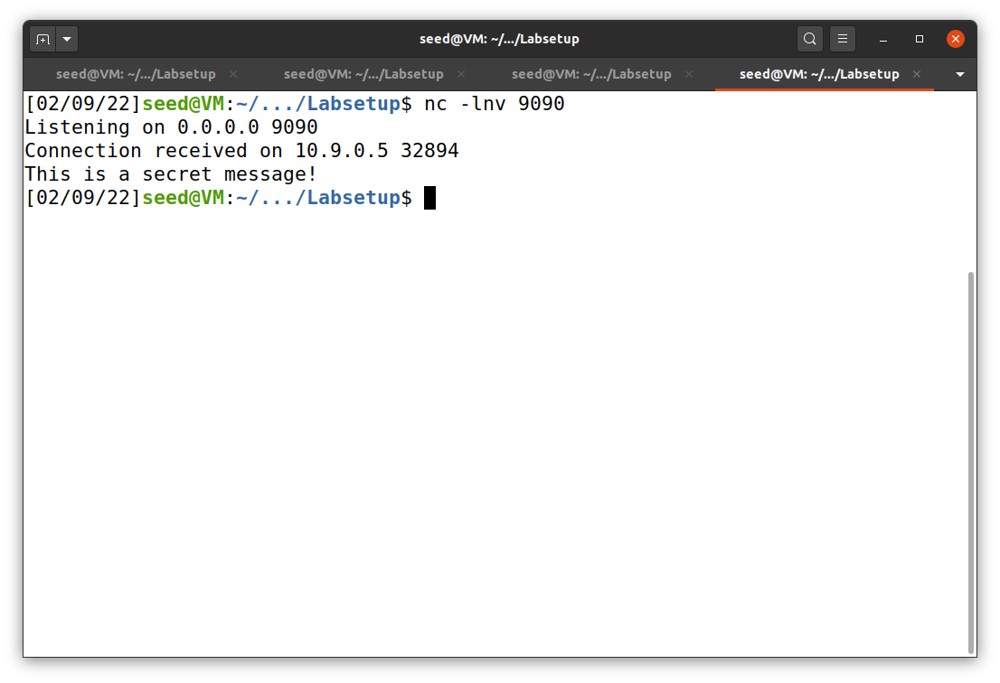 seed@VM: ~/.../Labsetup
seed@VM: ~/.../Labsetup seed@VM: ~/.../Labsetup seed@VM: ~/.../Labsetup seed@VM: ~/.../Labsetup
[02/09/22]seed@VM:~/.../Labsetup$ nc -lnv 9090
Listening on 0.0.0.0 9090
Connection received on 10.9.0.5 32894
This is a secret message!
[02/09/22]seed@VM:~/.../Labsetup$